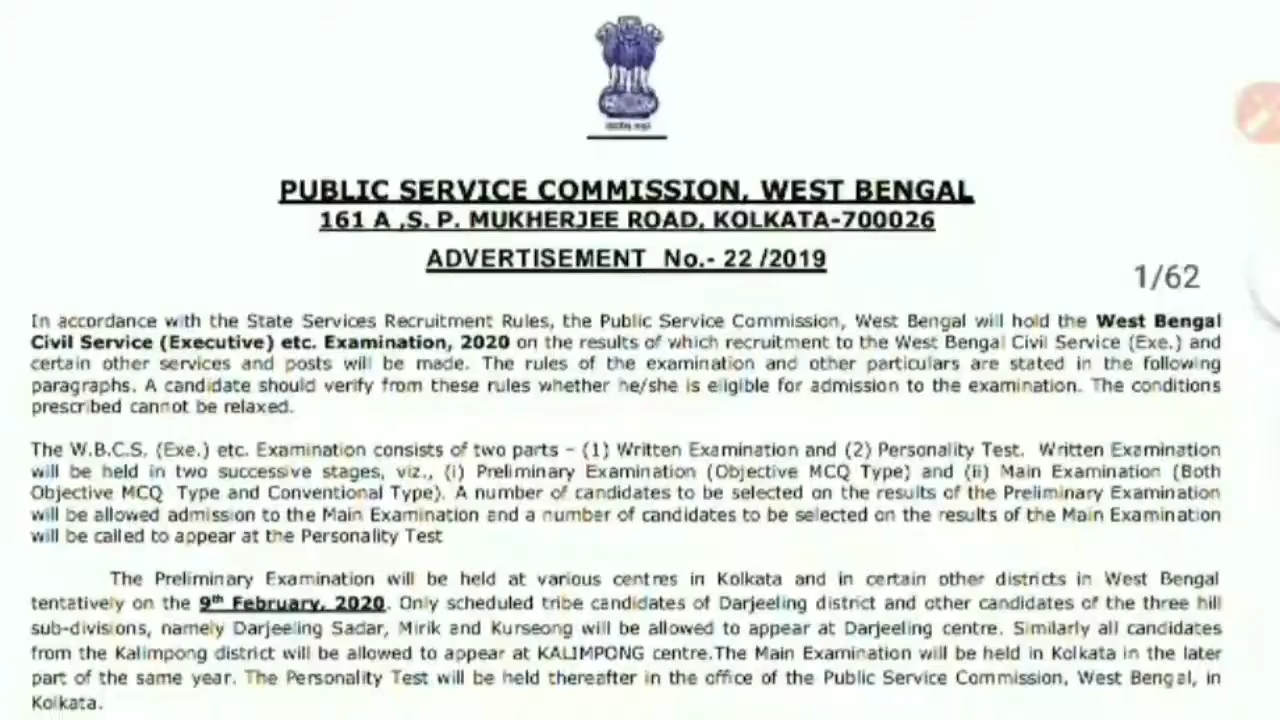 PUBLIC SERVICE COMMISSION, WEST BENGAL
161 A ,S. P. MUKHERJEE ROAD, KOLKATA-700026
ADVERTISEMENT No.- 22 /2019
1/62
In accordance with the State Services Recruitment Rules, the Public Service Commission, West Bengal will hold the West Bengal
Civil Service (Executive) etc. Examination, 2020 on the results of which recruitment to the West Bengal Civil Service (Exe.) and
certain other services and posts will be made. The rules of the examination and other particulars are stated in the following
paragraphs. A candidate should verify from these rules whether he/she is eligible for admission to the examination. The conditions
prescribed cannot be relaxed.
The W.B.C.S. (Exe.) etc. Examination consists of two parts – (1) Written Examination and (2) Personality Test. Written Examination
will be held in two successive stages, viz., (i) Preliminary Examination (Objective MCQ Type) and (ii) Main Examination (Both
Objective MCQ Type and Conventional Type). A number of candidates to be selected on the results of the Preliminary Examination
will be allowed admission to the Main Examination and a number of candidates to be selected on the results of the Main Examination
will be called to appear at the Personality Test
The Preliminary Examination will be held at various centres in Kolkata and in certain other districts in West Bengal
tentatively on the 9th February, 2020. Only scheduled tribe candidates of Darjeeling district and other candidates of the three hill
sub-divisions, namely Darjeeling Sadar, Mirik and Kurseong will be allowed to appear at Darjeeling centre. Similarly all candidates
from the Kalimpong district will be allowed to appear at KALIMPONG centre.The Main Examination will be held in Kolkata in the later
part of the same year. The Personality Test will be held thereafter in the office of the Public Service Commission, West Bengal, in
Kolkata.